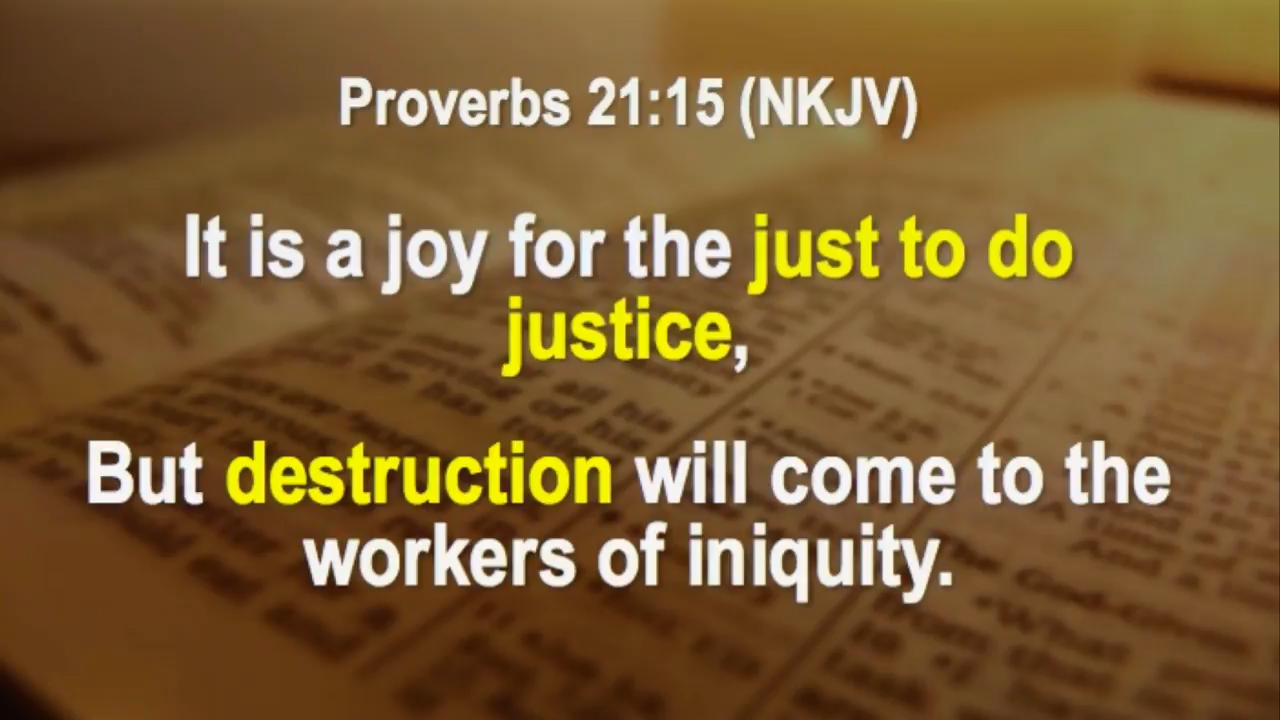 Proverbs 21:15 (NKJV)
It is a joy for the just to do
justice,
But destruction will come to the
workers of iniquity.